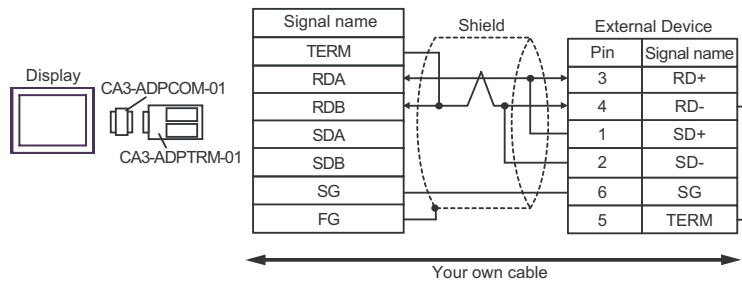 Display
CA3-ADPCOM-01
CA3-ADPTRM-01
Signal name
TERM
RDA
RDB
SDA
SDB
SG
FG
Shield
External Device
Pin Signal name
3 RD+
4 RD-
1 SD+
2 SD-
6 SG
5 TERM
Your own cable